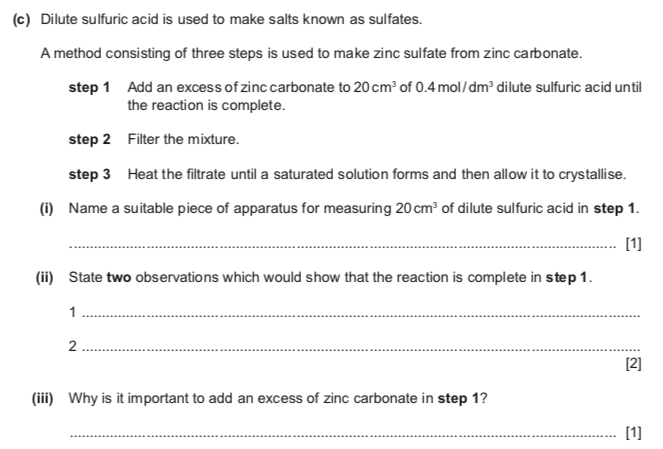 (c) Dilute sulfuric acid is used to make salts known as sulfates.
A method consisting of three steps is used to make zinc sulfate from zinc carbonate.
step 1 Add an excess of zinc carbonate to 20 cm³ of 0.4 mol/dm³ dilute sulfuric acid until
the reaction is complete.
step 2 Filter the mixture.
step 3 Heat the filtrate until a saturated solution forms and then allow it to crystallise.
(i) Name a suitable piece of apparatus for measuring 20 cm³ of dilute sulfuric acid in step 1.
[1]
(ii) State two observations which would show that the reaction is complete in step 1.
1
2
[2]
(iii) Why is it important to add an excess of zinc carbonate in step 1?
[1]